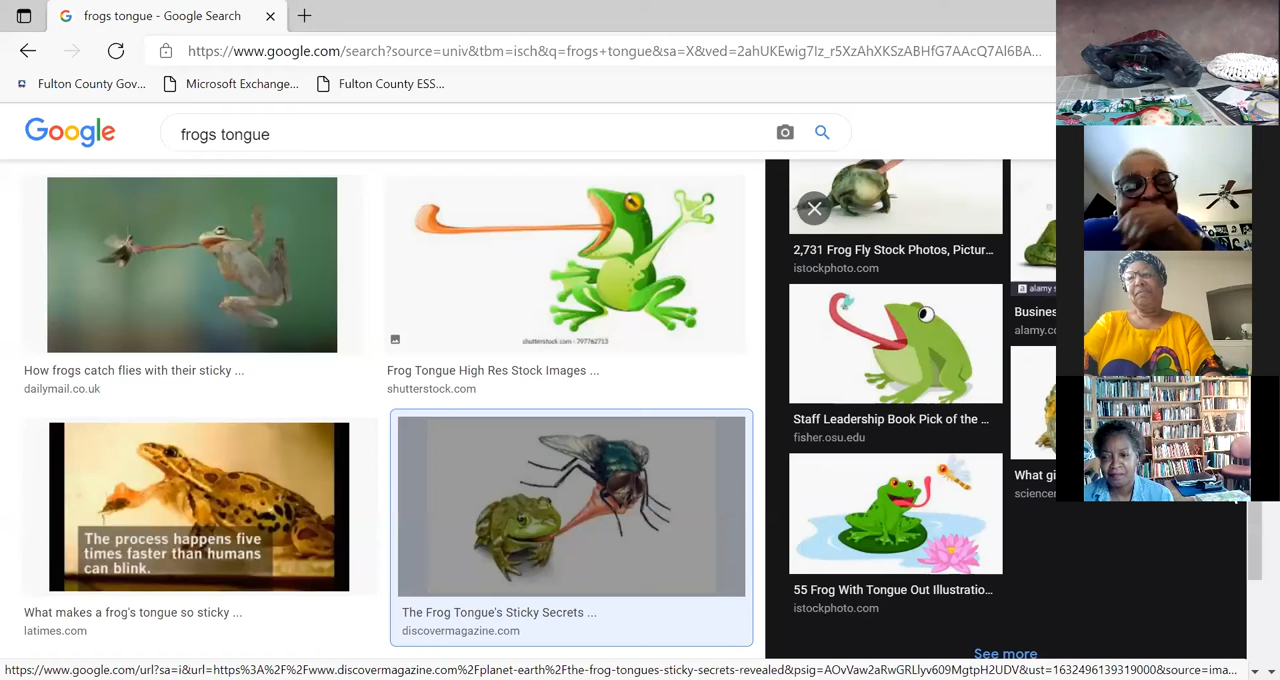 frogs tongue - Google Search
https://www.google.com/search?source=univ&tbm=isch&q=frogs+tongue&sa=X&ved=2ahUKEwig7Iz_r5XzAhXKSzABHfG7AAcQ7Al6BA...
Fulton County Gov...
Microsoft Exchange...
Fulton County ESS...
Google
frogs tongue
shutterstock.com · 797762713
How frogs catch flies with their sticky ...
dailymail.co.uk
Frog Tongue High Res Stock Images ...
shutterstock.com
The process happens five
times faster than humans
can blink.
What makes a frog's tongue so sticky ...
latimes.com
The Frog Tongue's Sticky Secrets ...
discovermagazine.com
2,731 Frog Fly Stock Photos, Pictur...
istockphoto.com
a alamy s
Busines
alamy.c
Staff Leadership Book Pick of the ...
fisher.osu.edu
What gi
scienc
55 Frog With Tongue Out Illustratio...
istockphoto.com
See more
https://www.google.com/url?sa=i&url=https%3A%2F%2Fwww.discovermagazine.com%2Fplanet-earth%2Fthe-frog-tongues-sticky-secrets-revealed&psig=AOvVaw2aRwGRLlyv609MgtpH2UDV&ust=1632496139319000&source=ima...